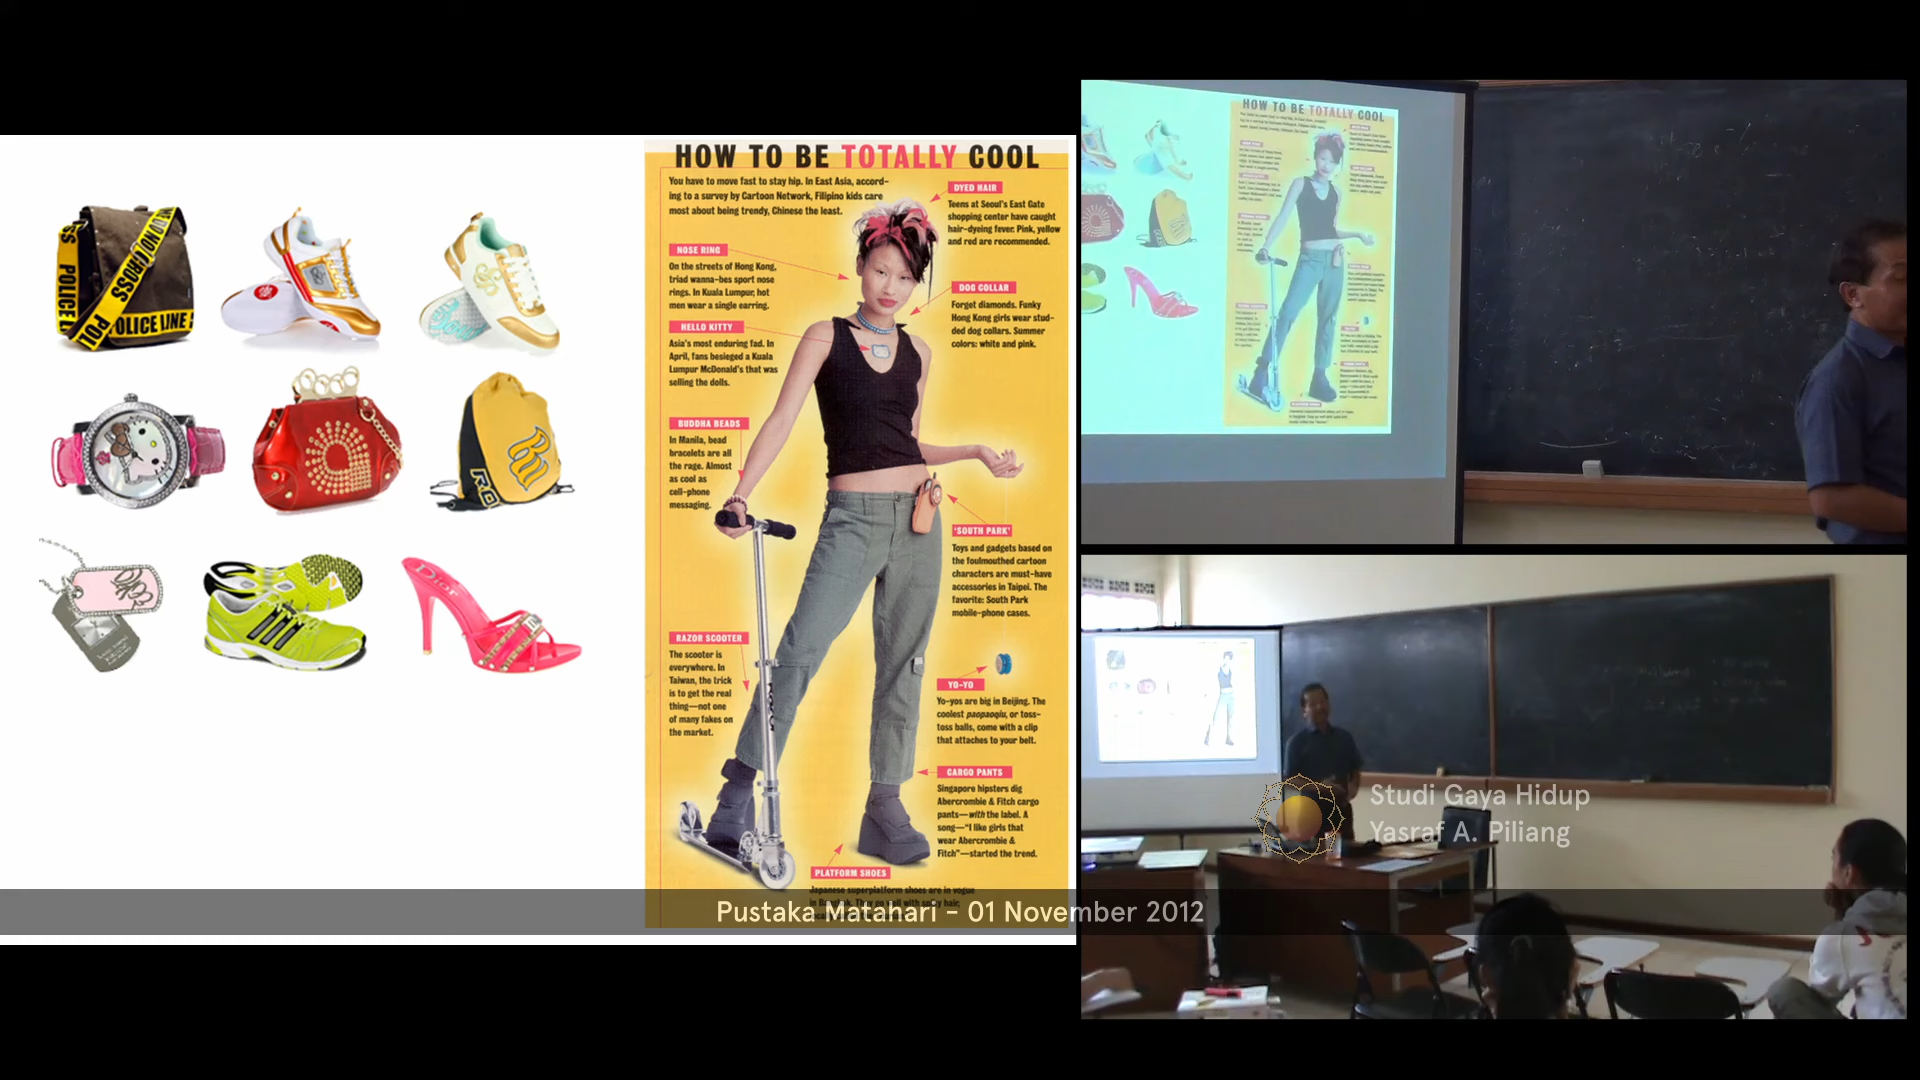 HOW TO BE TOTALLY COOL
You have to move fast to stay hip. In East Asia, accord-
ing to a survey by Cartoon Network, Filipino kids care
most about being trendy, Chinese the least.
DYED HAIR
Teens at Seoul's East Gate
shopping center have caught
hair-dyeing fever. Pink, yellow
and red are recommended.
NOSE RING
On the streets of Hong Kong,
triad wanna-bes sport nose
rings. In Kuala Lumpur, hot
men wear a single earring.
DOG COLLAR
Forget diamonds. Funky
Hong Kong girls wear stud-
ded dog collars. Summer
colors: white and pink.
HELLO KITTY
Asia's most enduring fad. In
April, fans besieged a Kuala
Lumpur McDonald's that was
selling the dolls.
BUDDHA BEADS
In Manila, bead
bracelets are all
the rage. Almost
as cool as
cell-phone
messaging.
'SOUTH PARK'
Toys and gadgets based on
the foulmouthed cartoon
characters are must-have
accessories in Taipei. The
favorite: South Park
mobile-phone cases.
RAZOR SCOOTER
The scooter is
everywhere. In
Taiwan, the trick
is to get the real
thing—not one
of many fakes on
the market.
YO-YO
Yo-yos are big in Beijing. The
coolest paopaoqiu, or toss-
toss balls, come with a clip
that attaches to your belt.
CARGO PANTS
Singapore hipsters dig
Abercrombie & Fitch cargo
pants—with the label. A
song—"I like girls that
wear Abercrombie &
Fitch"—started the trend.
PLATFORM SHOES
Japanese superplatform shoes are in vogue
POLICE LINE
DO NOT CROSS
Dior
HOW TO BE TOTALLY COOL
Studi Gaya Hidup
Yasraf A. Piliang
Pustaka Matahari - 01 November 2012